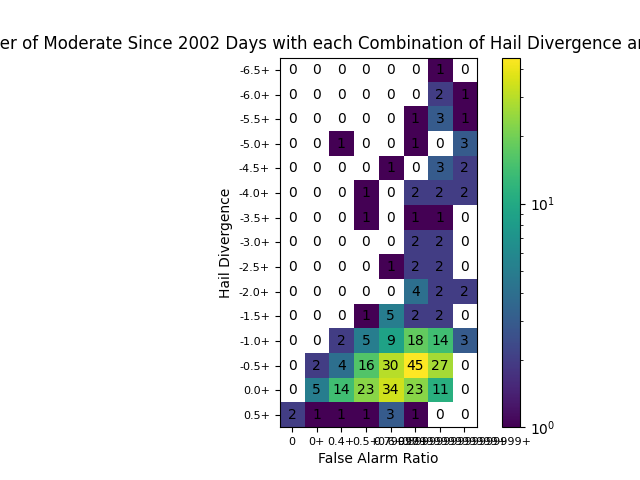 er of Moderate Since 2002 Days with each Combination of Hail Divergence a
-6.5+ 0 0 0 0 0 0 1 0
-6.0+ 0 0 0 0 0 0 2 1
-5.5+ 0 0 0 0 0 1 3 1
-5.0+ 0 0 1 0 0 1 0 3
-4.5+ 0 0 0 0 1 0 3 2
-4.0+ 0 0 0 1 0 2 2 2
-3.5+ 0 0 0 1 0 1 1 0
-3.0+ 0 0 0 0 0 2 2 0
-2.5+ 0 0 0 0 1 2 2 0
-2.0+ 0 0 0 0 0 4 2 2
-1.5+ 0 0 0 1 5 2 2 0
-1.0+ 0 0 2 5 9 18 14 3
-0.5+ 0 2 4 16 30 45 27 0
0.0+ 0 5 14 23 34 23 11 0
0.5+ 2 1 1 1 3 1 0 0
0 0+ 0.4+ 0.5+
False Alarm Ratio
Hail Divergence
10^1
10^0